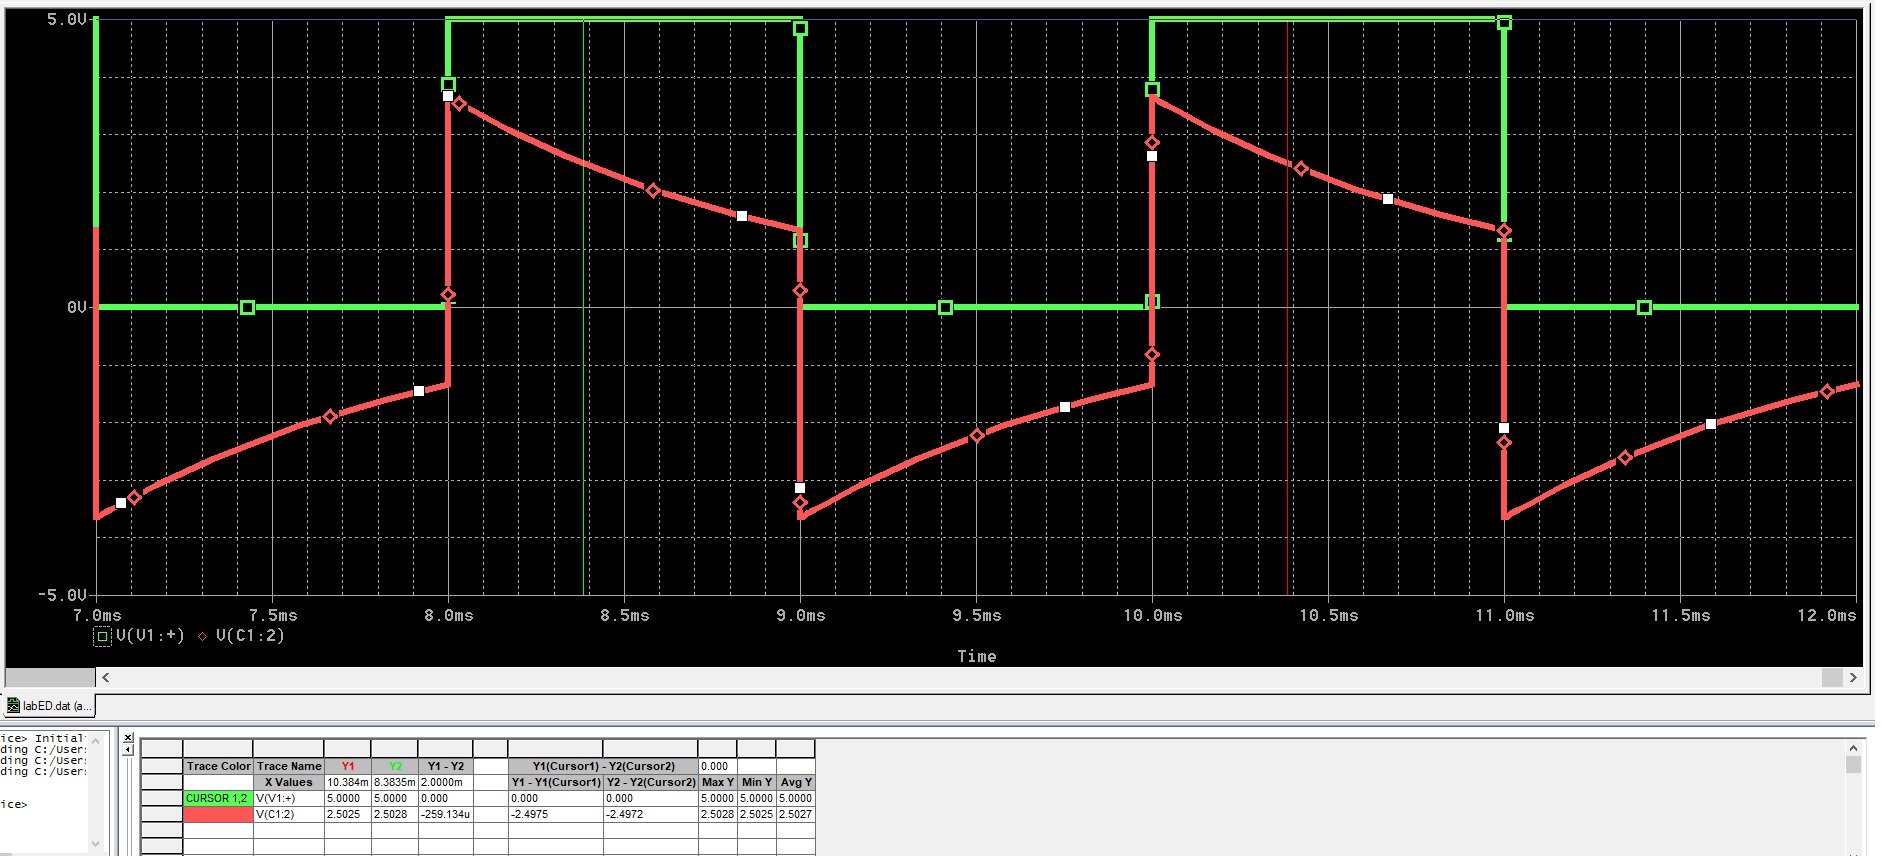 5.0V
0V
-5.0V
7.0ms 7.5ms 8.0ms 8.5ms 9.0ms 9.5ms 10.0ms 10.5ms 11.0ms 11.5ms 12.0ms
V(V1:+) V(C1:2)
Time
labED.dat (a...
ice> Initial
ding C:/User:
ding C:/User:
ding C:/User:
ice>
Y1(Cursor1) - Y2(Cursor2) 0.000
Trace Color Trace Name Y1 Y2 Y1 - Y2
X Values 10.384m 8.3835m 2.0000m Y1 - Y1(Cursor1) Y2 - Y2(Cursor2) Max Y Min Y Avg Y
CURSOR 1,2 V(V1:+) 5.0000 5.0000 0.000 0.000 0.000 5.0000 5.0000 5.0000
V(C1:2) 2.5025 2.5028 -259.134u -2.4975 -2.4972 2.5028 2.5025 2.5027